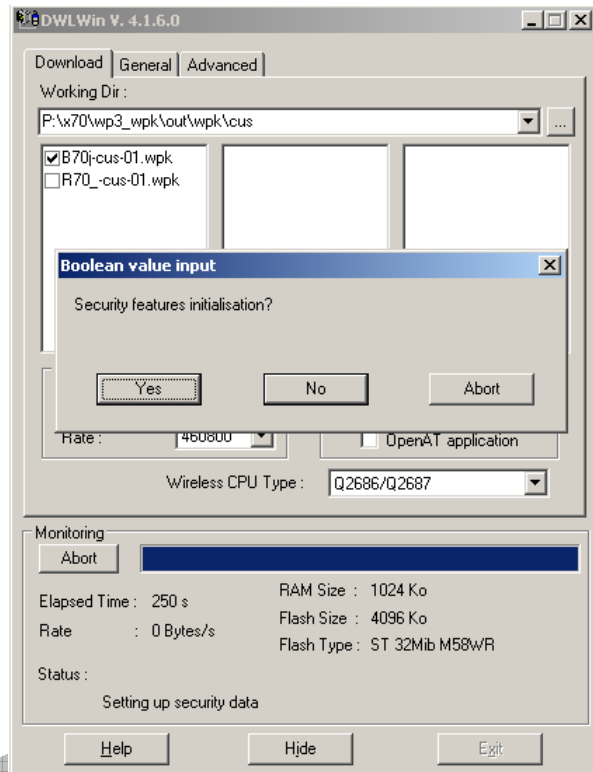 DWLWin V. 4.1.6.0
Download General Advanced
Working Dir :
P:\x70\wp3_wpk\out\wpk\cus ...
B70j-cus-01.wpk
R70_-cus-01.wpk
Boolean value input
Security features initialisation?
Yes No Abort
Rate : 460800 OpenAT application
Wireless CPU Type : Q2686/Q2687
Monitoring
Abort
Elapsed Time : 250 s RAM Size : 1024 Ko
Rate : 0 Bytes/s Flash Size : 4096 Ko
Flash Type : ST 32Mib M58WR
Status :
Setting up security data
Help Hide Exit